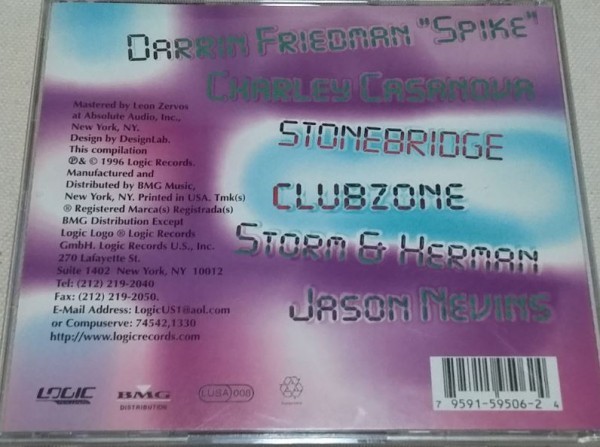 Darrin Friedman "Spike"
Charley Casanova
Stonebridge
Clubzone
Storm & Herman
Jason Nevins
Mastered by Leon Zervos
at Absolute Audio, Inc.,
New York, NY.
Design by DesignLab.
This compilation
℗& © 1996 Logic Records.
Manufactured and
Distributed by BMG Music,
New York, NY. Printed in USA. Tmk(s)
® Registered Marca(s) Registrada(s)
BMG Distribution Except
Logic Logo ® Logic Records
GmbH. Logic Records U.S., Inc.
270 Lafayette St.
Suite 1402 New York, NY 10012
Tel: (212) 219-2040
Fax: (212) 219-2050.
E-Mail Address: LogicUS1@aol.com
or Compuserve: 74542,1330
http://www.logicrecords.com
LOGIC
BMG
DISTRIBUTION
7 9591-59506-2 4